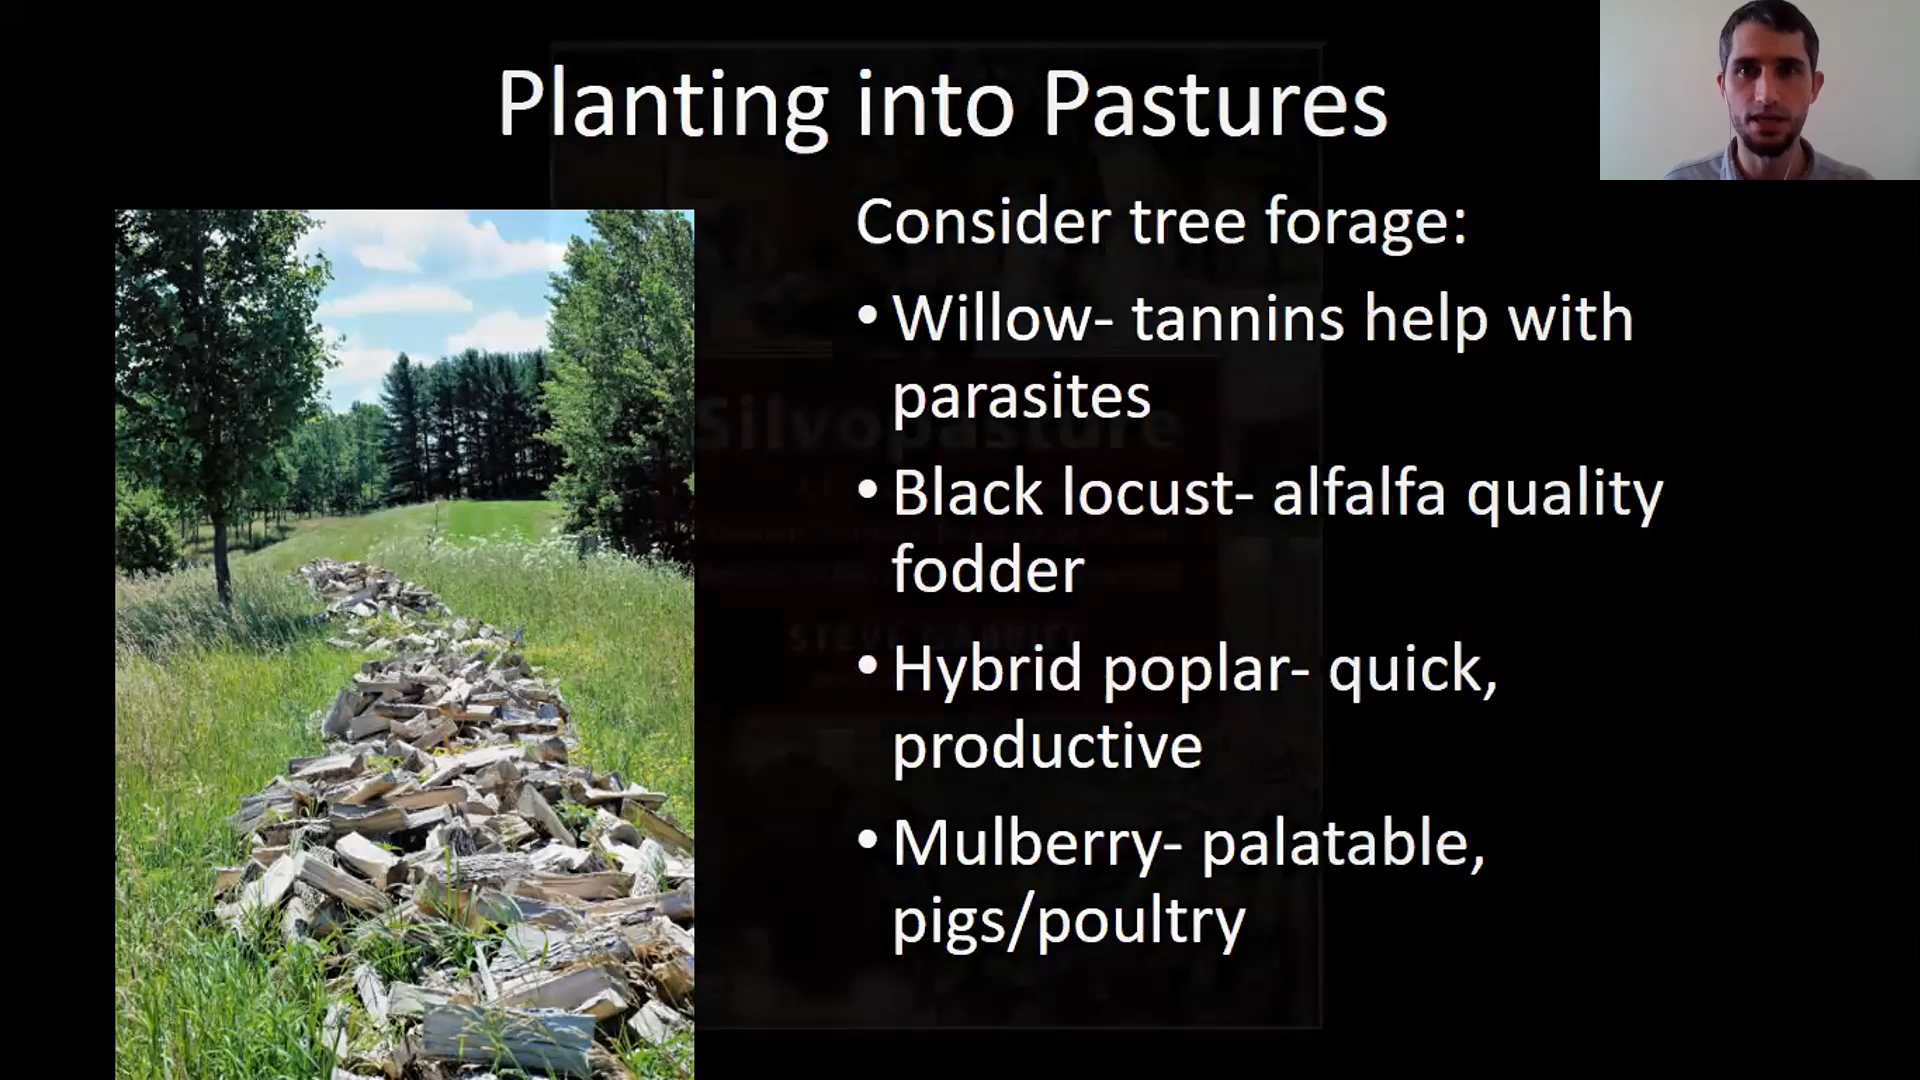 Planting into Pastures
Consider tree forage:
• Willow- tannins help with
parasites
• Black locust- alfalfa quality
fodder
• Hybrid poplar- quick,
productive
• Mulberry- palatable,
pigs/poultry
Silvopasture
STEVE GABRIEL